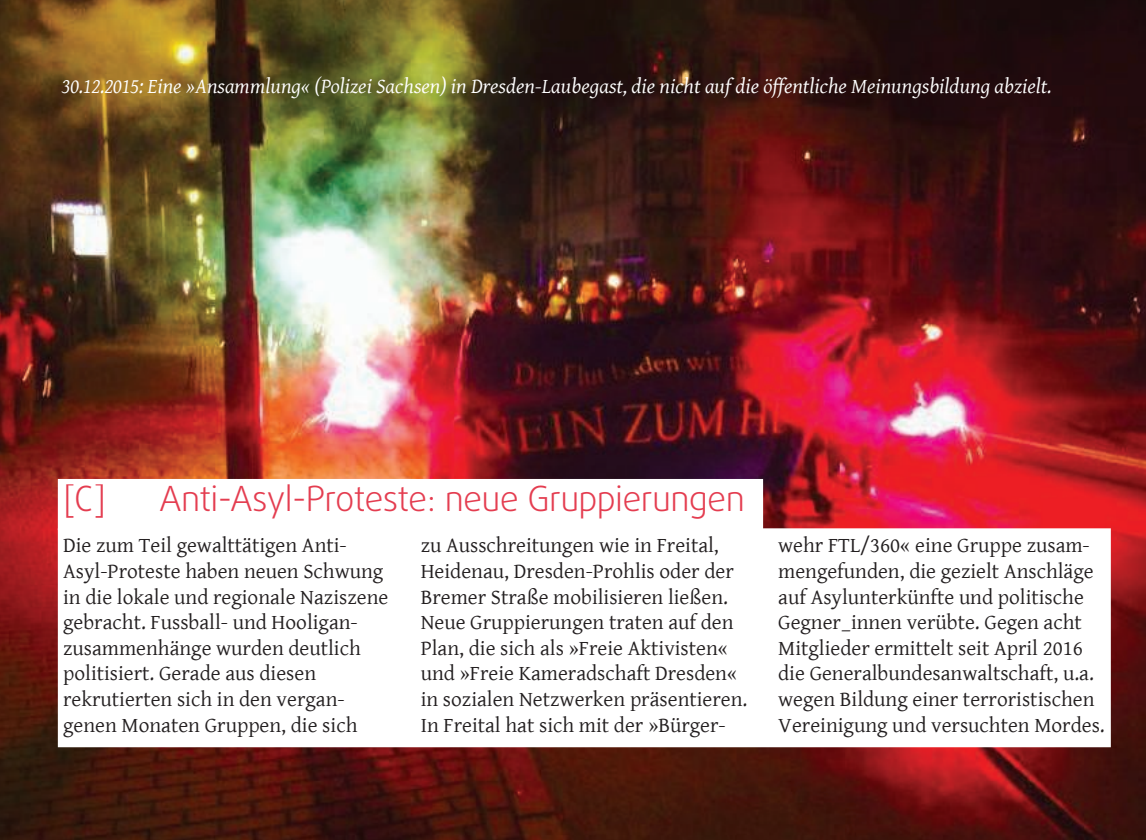 30.12.2015: Eine »Ansammlung« (Polizei Sachsen) in Dresden-Laubegast, die nicht auf die öffentliche Meinungsbildung abzielt.
Die Flut baden wir
NEIN ZUM
[C] Anti-Asyl-Proteste: neue Gruppierungen
Die zum Teil gewalttätigen Anti-
Asyl-Proteste haben neuen Schwung
in die lokale und regionale Naziszene
gebracht. Fussball- und Hooligan-
zusammenhänge wurden deutlich
politisiert. Gerade aus diesen
rekrutierten sich in den vergan-
genen Monaten Gruppen, die sich
zu Ausschreitungen wie in Freital,
Heidenau, Dresden-Prohlis oder der
Bremer Straße mobilisieren ließen.
Neue Gruppierungen traten auf den
Plan, die sich als »Freie Aktivisten«
und »Freie Kameradschaft Dresden«
in sozialen Netzwerken präsentieren.
In Freital hat sich mit der »Bürger-
wehr FTL/360« eine Gruppe zusam-
mengefunden, die gezielt Anschläge
auf Asylunterkünfte und politische
Gegner_innen verübte. Gegen acht
Mitglieder ermittelt seit April 2016
die Generalbundesanwaltschaft, u.a.
wegen Bildung einer terroristischen
Vereinigung und versuchten Mordes.